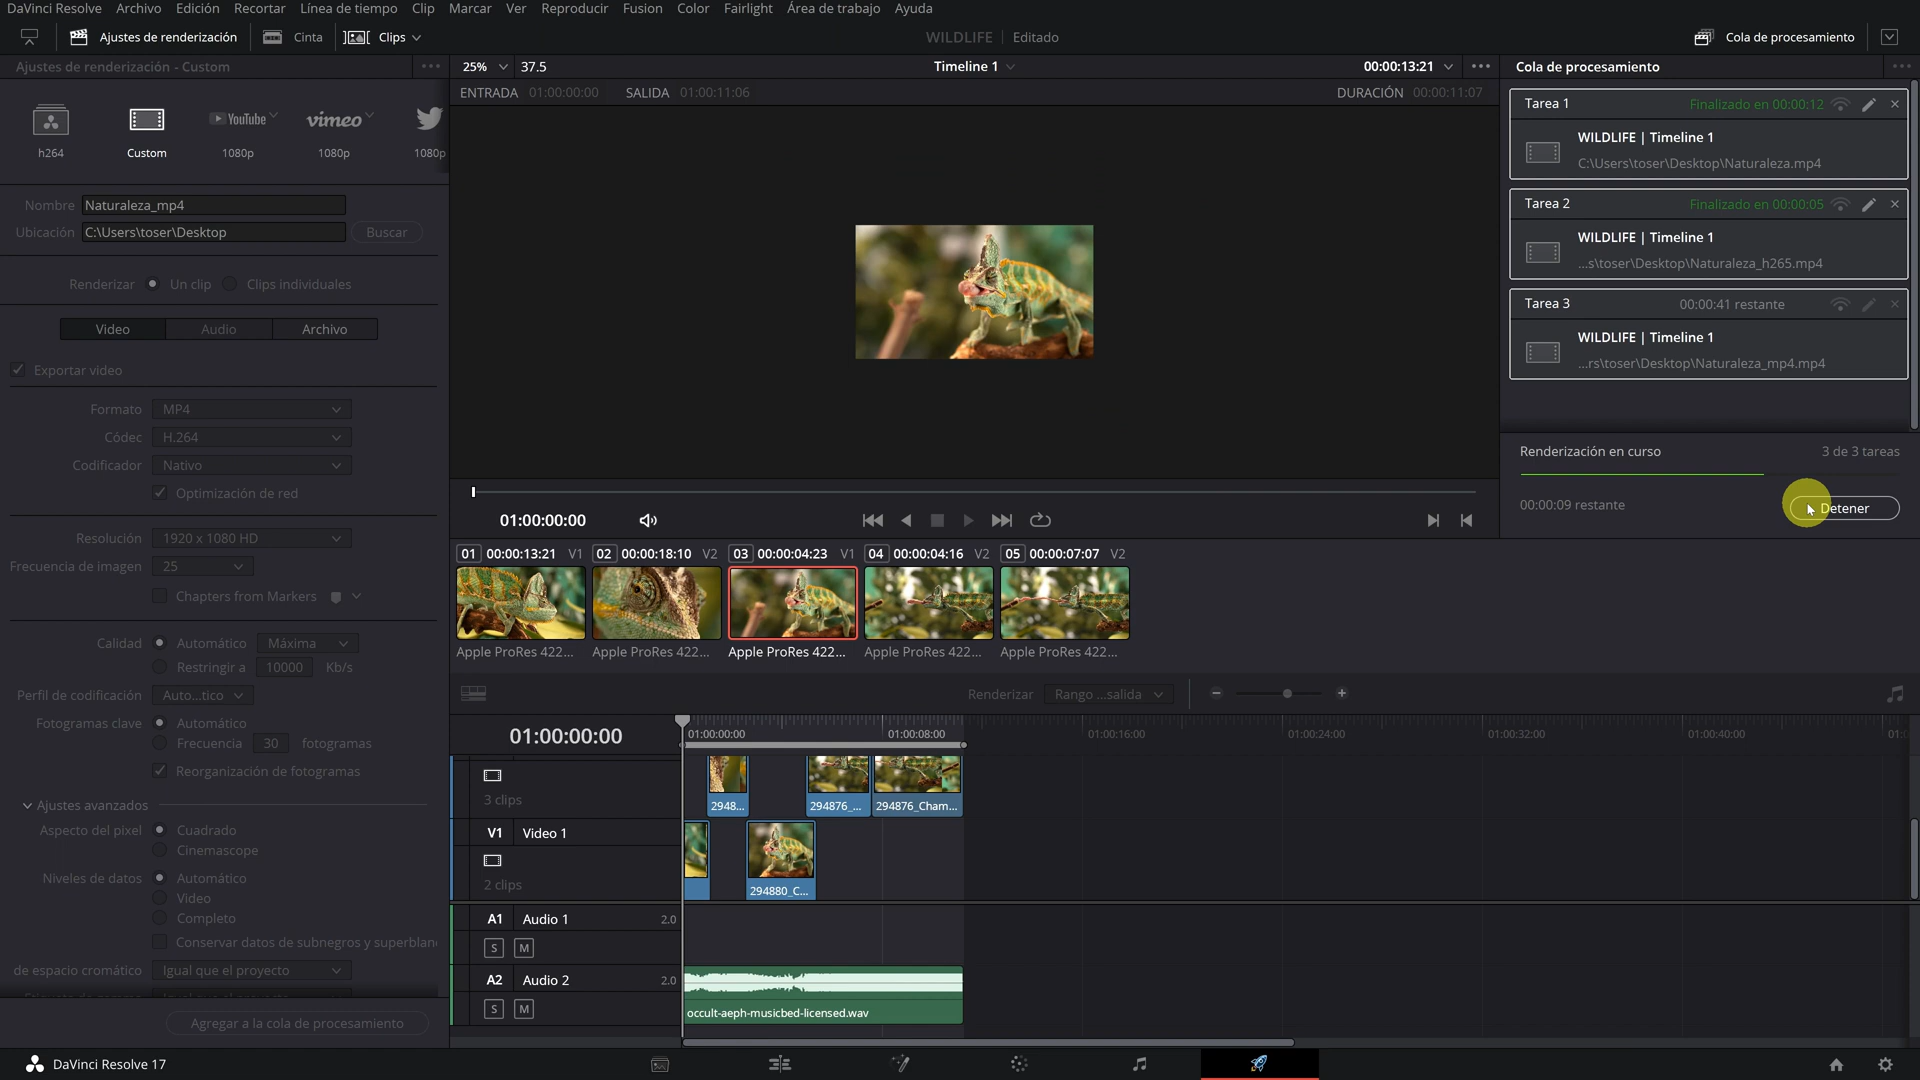 DaVinci Resolve Archivo Edición Recortar Línea de tiempo Clip Marcar Ver Reproducir Fusion Color Fairlight Área de trabajo Ayuda
Ajustes de renderización Cinta Clips WILDLIFE Editado Cola de procesamiento
Ajustes de renderización - Custom 25% 37.5 Timeline 1 00:00:13:21 Cola de procesamiento
ENTRADA 01:00:00:00 SALIDA 01:00:11:06 DURACIÓN 00:00:11:07
YouTube vimeo
h264 Custom 1080p 1080p 1080p
Nombre Naturaleza_mp4
Ubicación C:\Users\toser\Desktop Buscar
Renderizar Un clip Clips individuales
Video Audio Archivo
Exportar video
Formato MP4
Códec H.264
Codificador Nativo
Optimización de red
Resolución 1920 x 1080 HD
Frecuencia de imagen 25
Chapters from Markers
Calidad Automático Máxima
Restringir a 10000 Kb/s
Perfil de codificación Auto...tico
Fotogramas clave Automático
Frecuencia 30 fotogramas
Reorganización de fotogramas
Ajustes avanzados
Aspecto del pixel Cuadrado
Cinemascope
Niveles de datos Automático
Video
Completo
Conservar datos de subnegros y superblan
de espacio cromático Igual que el proyecto
Agregar a la cola de procesamiento
Tarea 1 Finalizado en 00:00:12
WILDLIFE | Timeline 1
C:\Users\toser\Desktop\Naturaleza.mp4
Tarea 2 Finalizado en 00:00:05
WILDLIFE | Timeline 1
...s\toser\Desktop\Naturaleza_h265.mp4
Tarea 3 00:00:41 restante
WILDLIFE | Timeline 1
...rs\toser\Desktop\Naturaleza_mp4.mp4
Renderización en curso 3 de 3 tareas
00:00:09 restante Detener
01:00:00:00
01 00:00:13:21 V1 02 00:00:18:10 V2 03 00:00:04:23 V1 04 00:00:04:16 V2 05 00:00:07:07 V2
Apple ProRes 422... Apple ProRes 422... Apple ProRes 422... Apple ProRes 422... Apple ProRes 422...
Renderizar Rango ...salida
01:00:00:00 01:00:00:00 01:00:08:00 01:00:16:00 01:00:24:00 01:00:32:00 01:00:40:00 01:0
3 clips 2948... 294876_... 294876_Cham...
V1 Video 1
2 clips 294880_C...
A1 Audio 1 2.0
S M
A2 Audio 2 2.0
S M occult-aeph-musicbed-licensed.wav
DaVinci Resolve 17